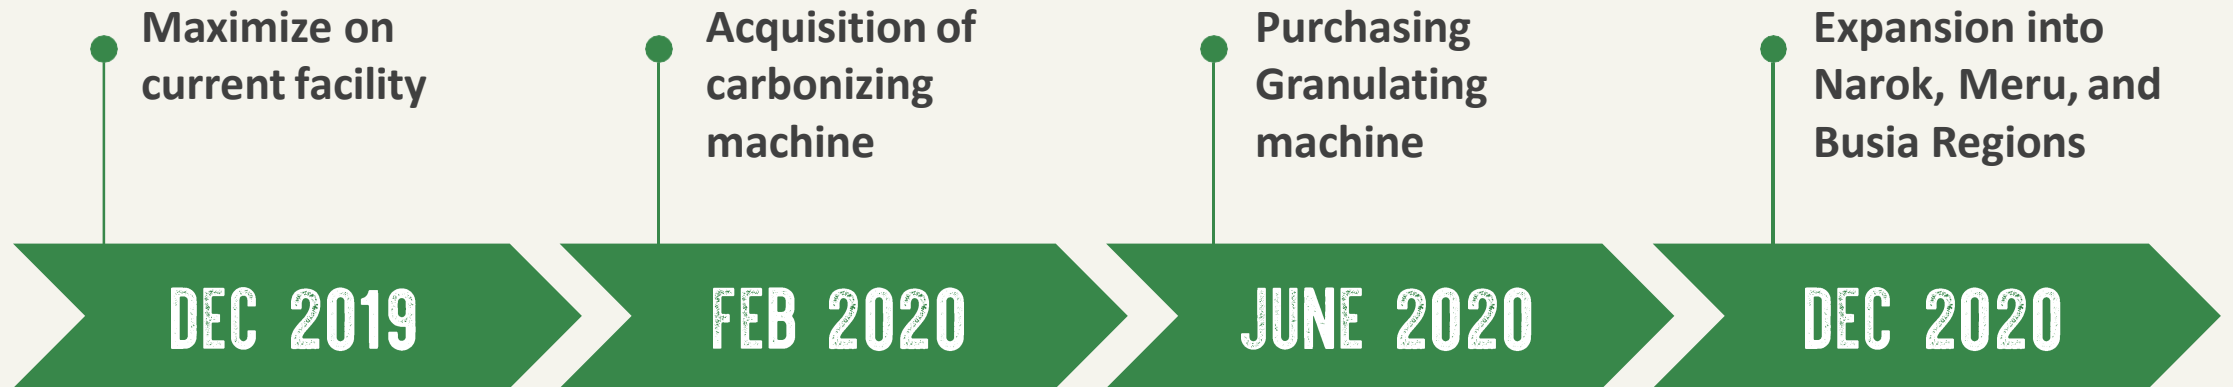 Maximize on
current facility
Acquisition of
carbonizing
machine
Purchasing
Granulating
machine
Expansion into
Narok, Meru, and
Busia Regions
DEC 2019
FEB 2020
JUNE 2020
DEC 2020